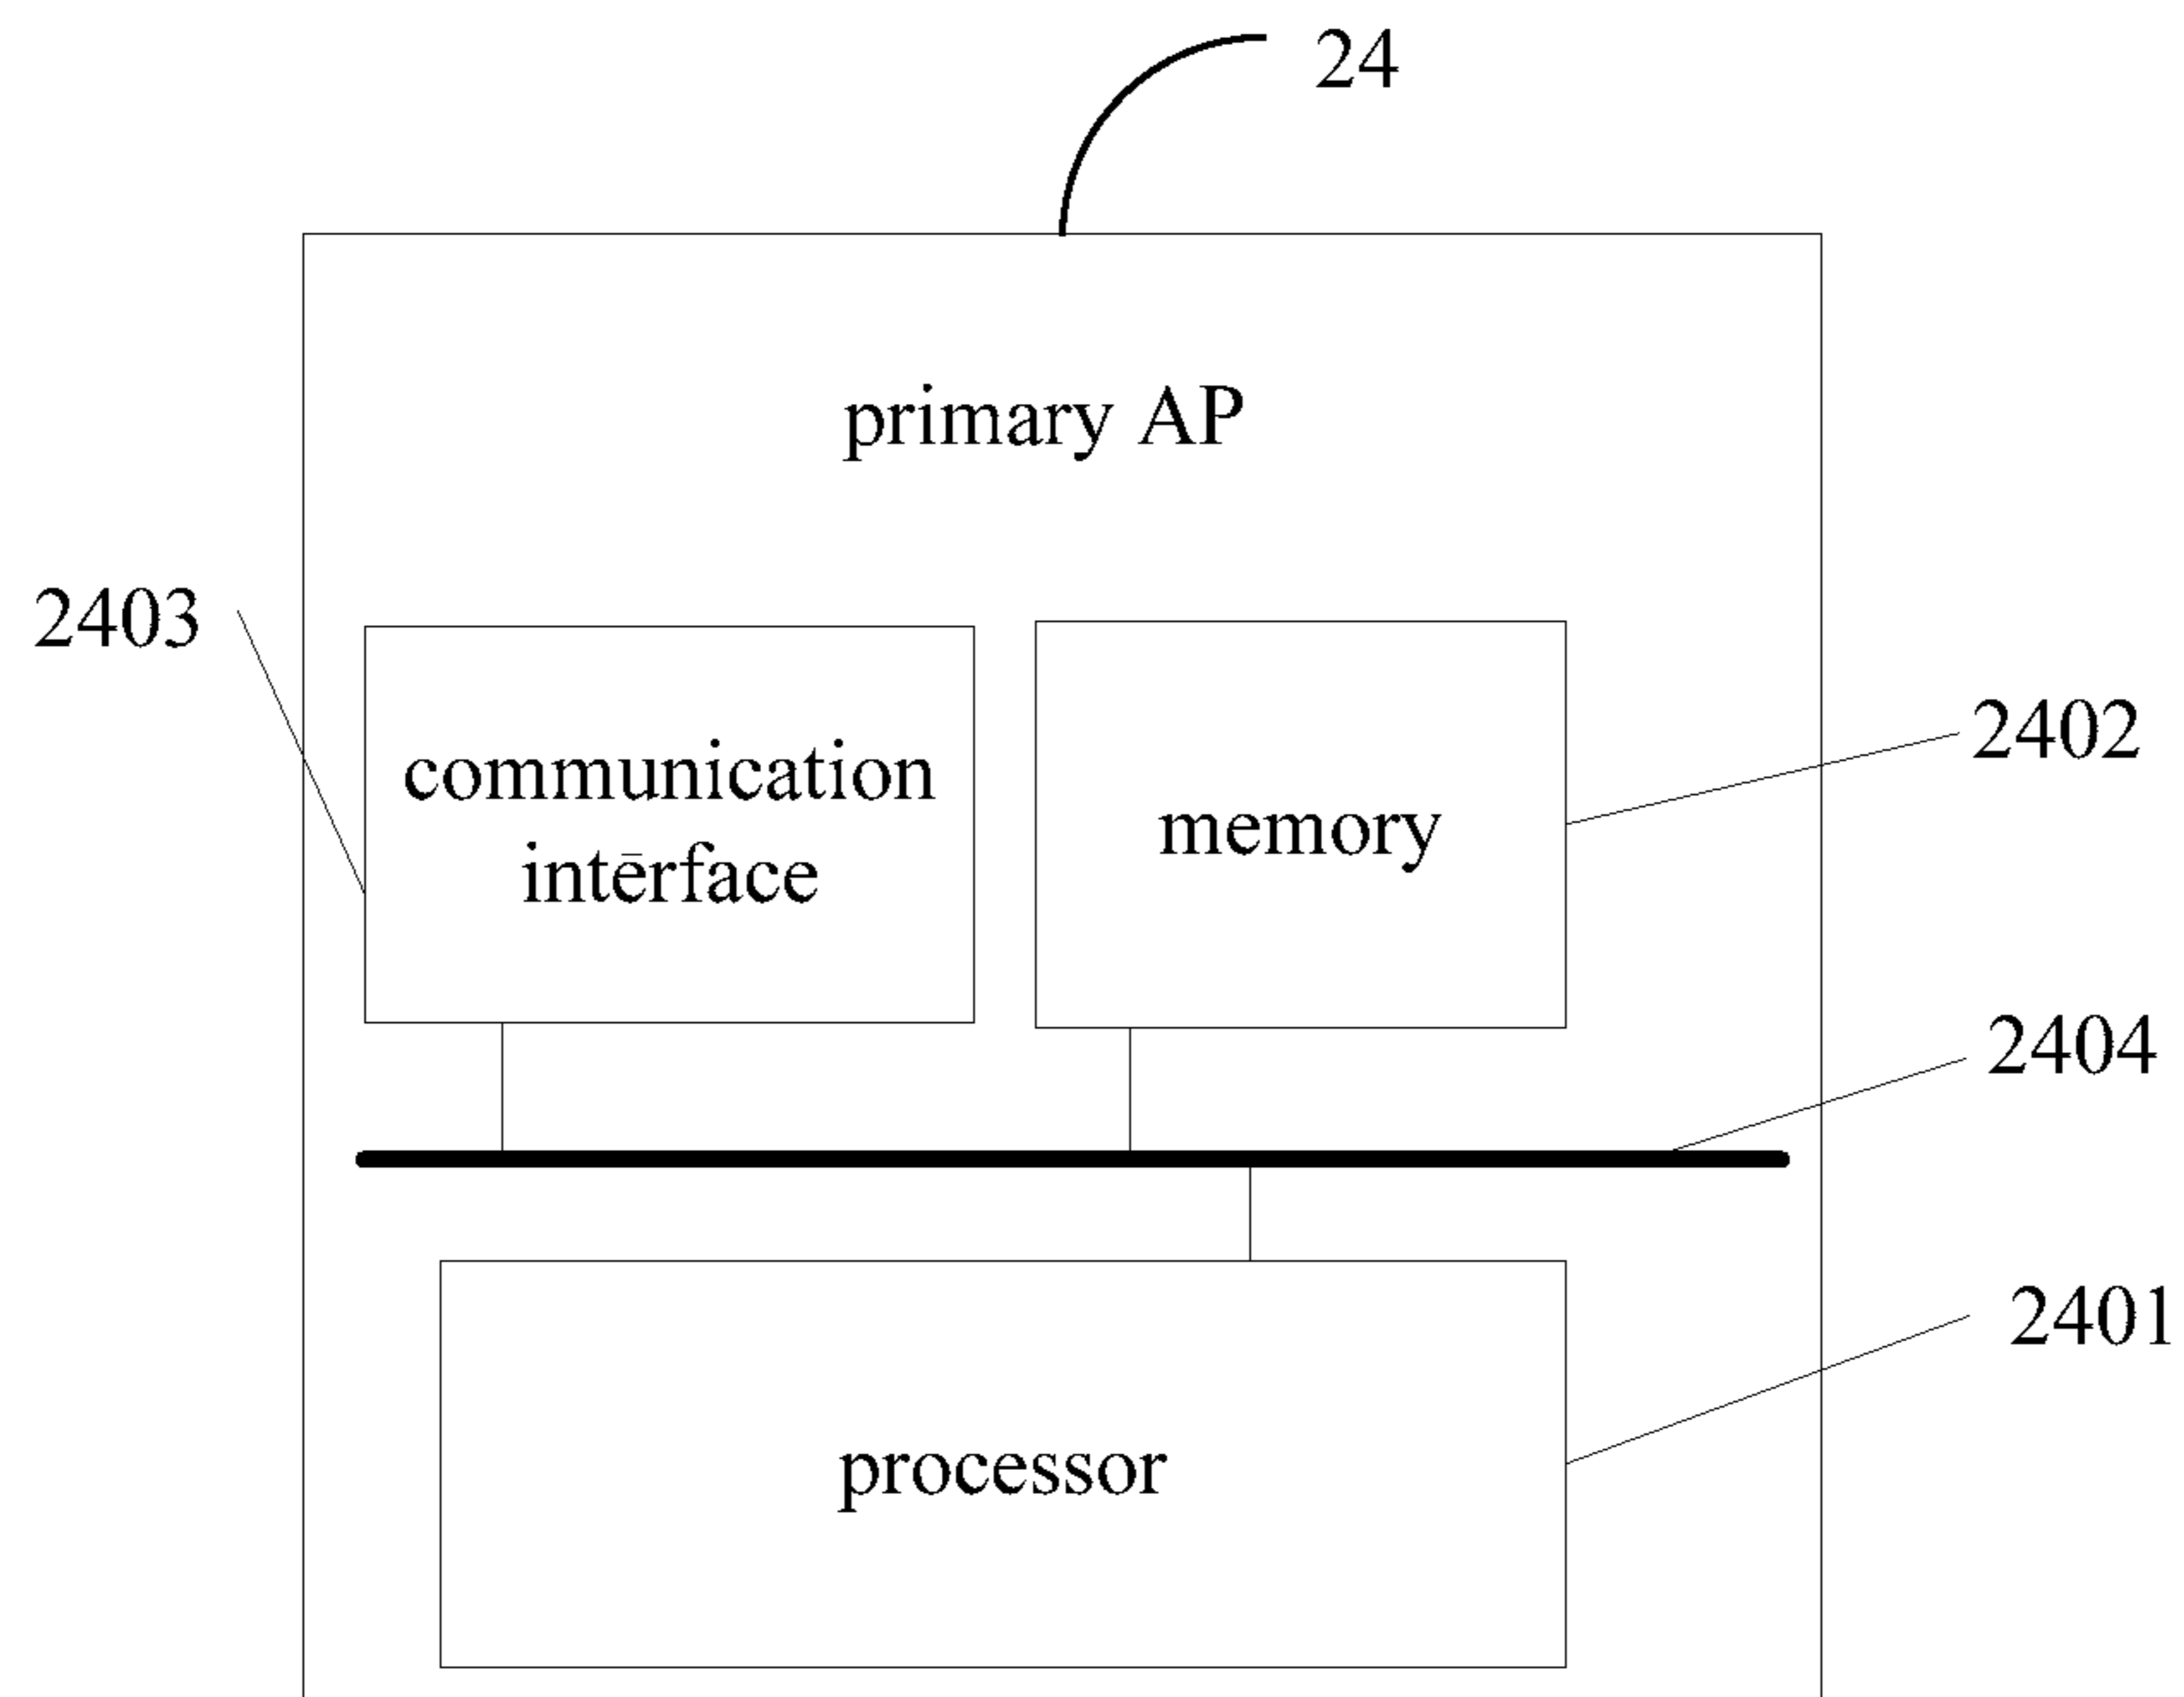 24
primary AP
2403
communication
interface
memory
2402
2404
2401
processor